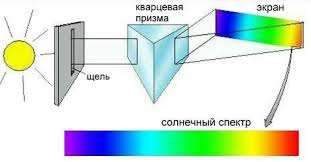 кварцевая
призма
экран
щель
солнечный спектр